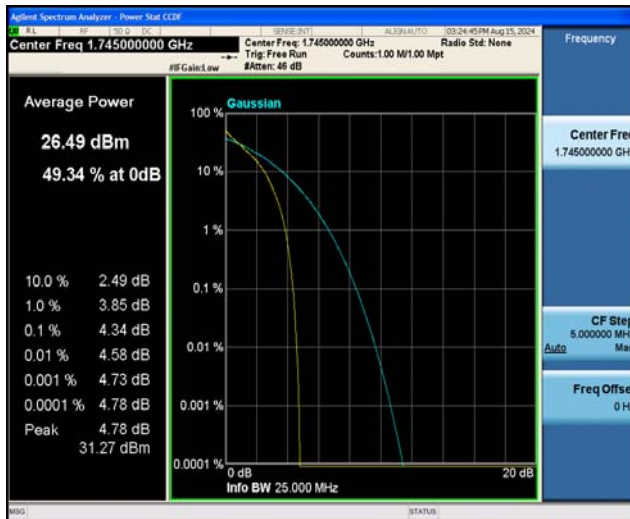 Agilent Spectrum Analyzer - Power Stat CCDF
RL RF 50 Ω DC SENSE:INT ALIGN AUTO 03:24:45 PM Aug 15, 2024
Center Freq 1.745000000 GHz
Center Freq: 1.745000000 GHz Radio Std: None
Trig: Free Run Counts:1.00 M/1.00 Mpt
#IFGain:Low #Atten: 46 dB
Frequency
Average Power
26.49 dBm
49.34 % at 0dB
10.0 % 2.49 dB
1.0 % 3.85 dB
0.1 % 4.34 dB
0.01 % 4.58 dB
0.001 % 4.73 dB
0.0001 % 4.78 dB
Peak 4.78 dB
31.27 dBm
Gaussian
100 %
10 %
1 %
0.1 %
0.01 %
0.001 %
0.0001 %
0 dB 20 dB
Info BW 25.000 MHz
Center Fre
1.745000000 GH
CF Step
5.000000 MH
Auto Ma
Freq Offse
0 H
MSG STATUS